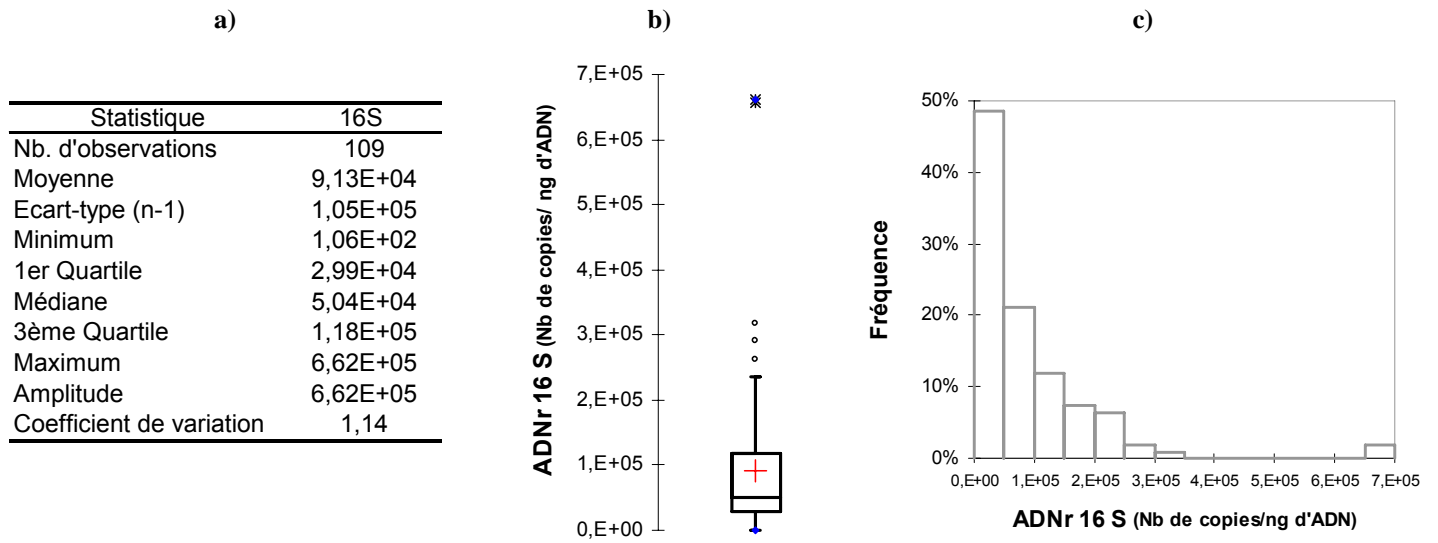 a)
b)
c)
Statistique 16S
Nb. d'observations 109
Moyenne 9,13E+04
Ecart-type (n-1) 1,05E+05
Minimum 1,06E+02
1er Quartile 2,99E+04
Médiane 5,04E+04
3ème Quartile 1,18E+05
Maximum 6,62E+05
Amplitude 6,62E+05
Coefficient de variation 1,14
ADNr 16 S (Nb de copies/ ng d'ADN)
7,E+05
6,E+05
5,E+05
4,E+05
3,E+05
2,E+05
1,E+05
0,E+00
Fréquence
50%
40%
30%
20%
10%
0%
0,E+00 1,E+05 2,E+05 3,E+05 4,E+05 5,E+05 6,E+05 7,E+05
ADNr 16 S (Nb de copies/ng d'ADN)